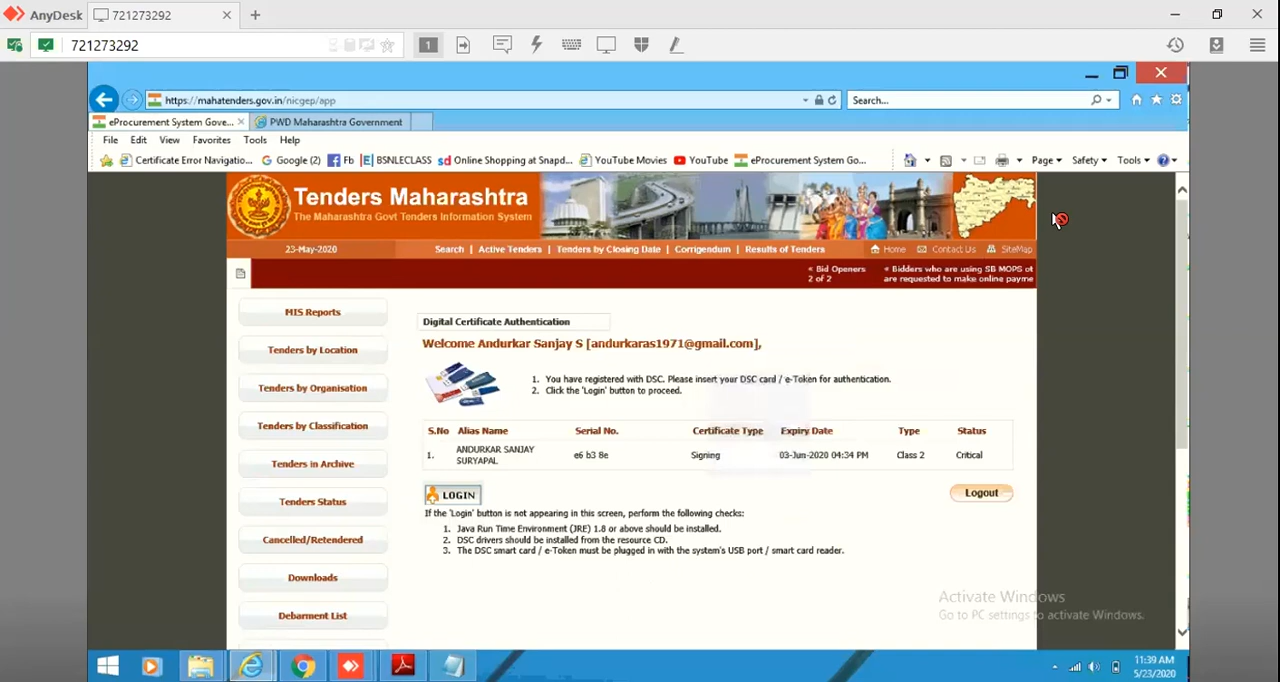 AnyDesk
721273292
721273292
1
https://mahatenders.gov.in/nicgep/app
Search...
eProcurement System Gove...
PWD Maharashtra Government
File Edit View Favorites Tools Help
Certificate Error Navigatio...
Google (2)
Fb
BSNLECLASS
Online Shopping at Snapd...
YouTube Movies
YouTube
eProcurement System Go...
Page
Safety
Tools
Tenders Maharashtra
The Maharashtra Govt Tenders Information System
23-May-2020
Search | Active Tenders | Tenders by Closing Date | Corrigendum | Results of Tenders
Home Contact Us SiteMap
« Bid Openers « Bidders who are using SB MOPS ot
2 of 2 are requested to make online payme
MIS Reports
Tenders by Location
Tenders by Organisation
Tenders by Classification
Tenders in Archive
Tenders Status
Cancelled/Retendered
Downloads
Debarment List
Digital Certificate Authentication
Welcome Andurkar Sanjay S [andurkaras1971@gmail.com],
1. You have registered with DSC. Please insert your DSC card / e-Token for authentication.
2. Click the 'Login' button to proceed.
S.No Alias Name Serial No. Certificate Type Expiry Date Type Status
1. ANDURKAR SANJAY SURYAPAL e6 b3 8e Signing 03-Jun-2020 04:34 PM Class 2 Critical
LOGIN
Logout
If the 'Login' button is not appearing in this screen, perform the following checks:
1. Java Run Time Environment (JRE) 1.8 or above should be installed.
2. DSC drivers should be installed from the resource CD.
3. The DSC smart card / e-Token must be plugged in with the system's USB port / smart card reader.
Activate Windows
Go to PC settings to activate Windows.
11:39 AM
5/23/2020